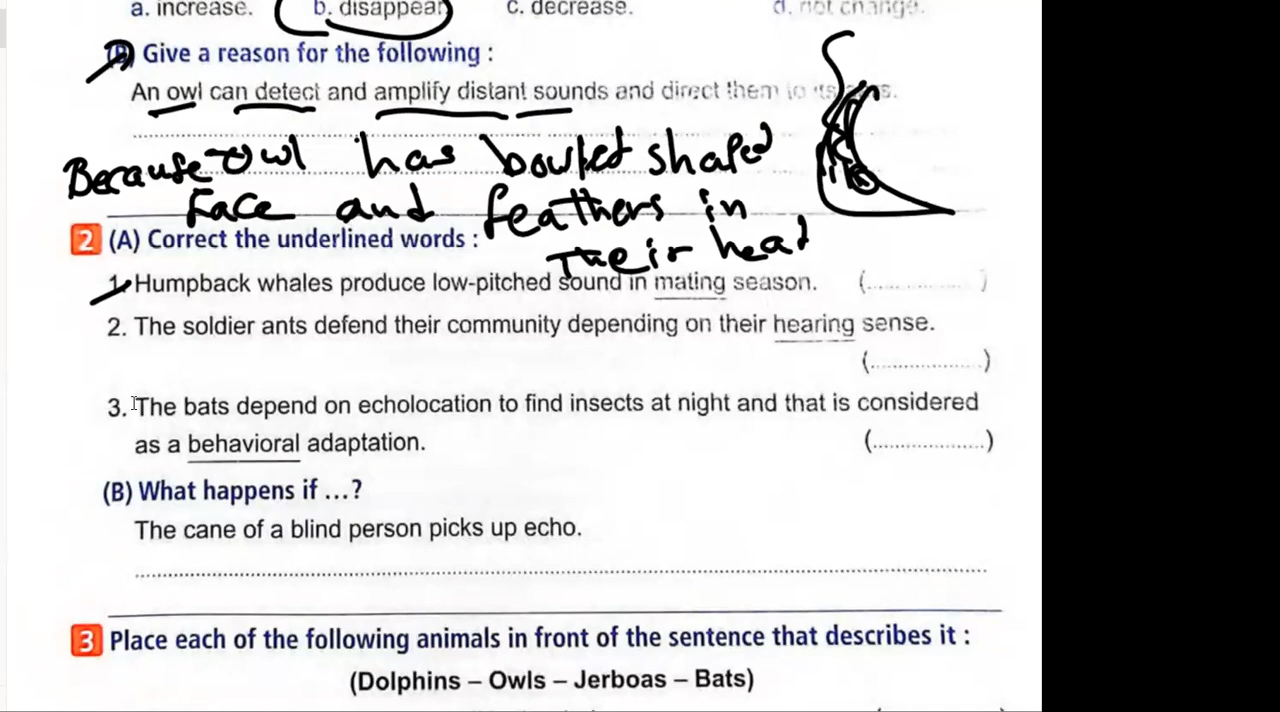 a. increase. b. disappear c. decrease. d. not change.
(B) Give a reason for the following :
An owl can detect and amplify distant sounds and direct them to its ears.
Because owl has bowled shaped
Face and feathers in
Their head
2 (A) Correct the underlined words :
1. Humpback whales produce low-pitched sound in mating season. (................)
2. The soldier ants defend their community depending on their hearing sense.
(................)
3. The bats depend on echolocation to find insects at night and that is considered
as a behavioral adaptation. (................)
(B) What happens if ...?
The cane of a blind person picks up echo.
3 Place each of the following animals in front of the sentence that describes it :
(Dolphins – Owls – Jerboas – Bats)